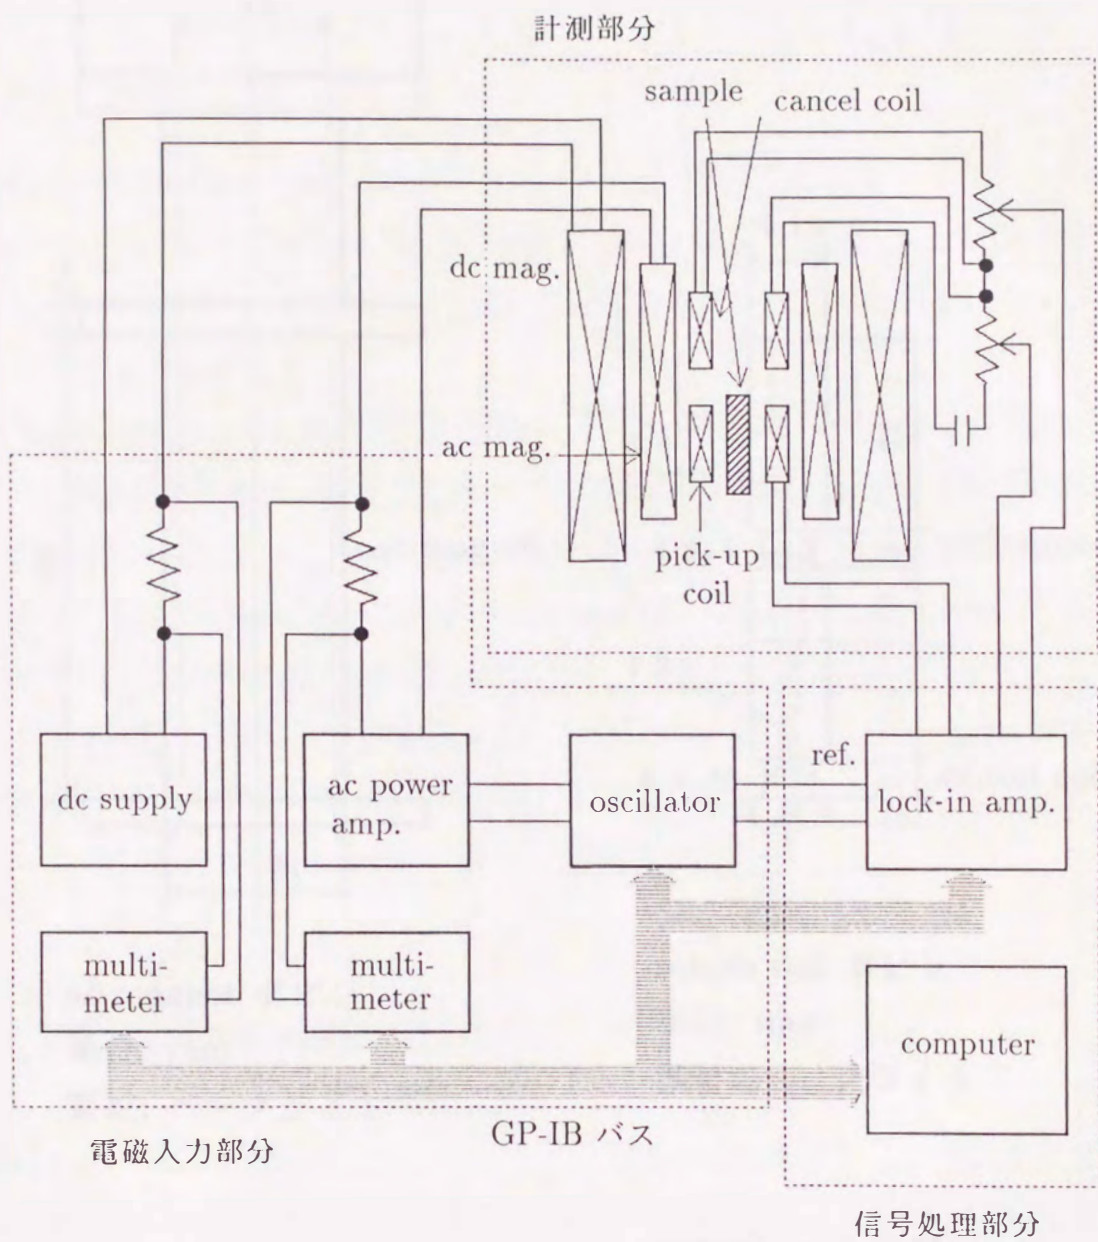 計測部分
sample
cancel coil
dc mag.
ac mag.
pick-up
coil
dc supply
ac power
amp.
oscillator
ref.
lock-in amp.
multi-
meter
multi-
meter
computer
GP-IB バス
電磁入力部分
信号処理部分